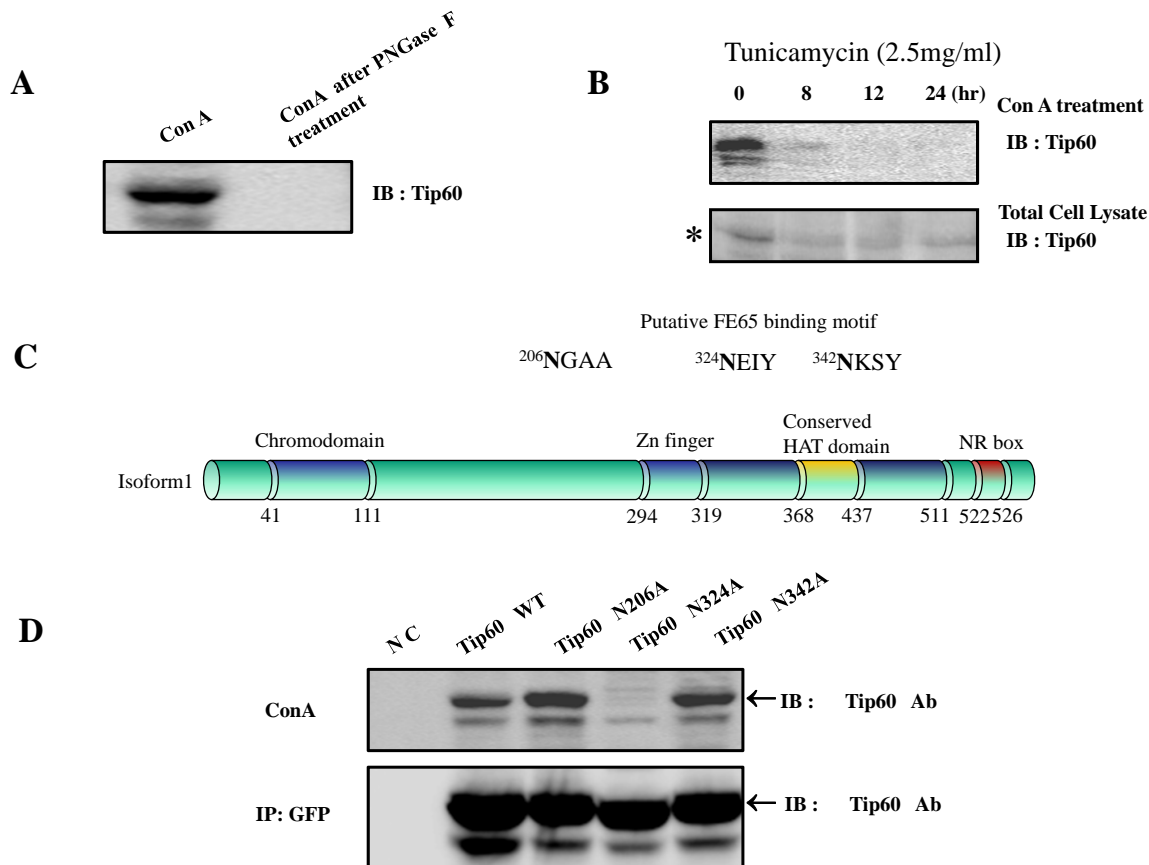 A
Con A
ConA after PNGase F treatment
IB : Tip60
B
Tunicamycin (2.5mg/ml)
0 8 12 24 (hr)
Con A treatment
IB : Tip60
*
Total Cell Lysate
IB : Tip60
C
Putative FE65 binding motif
206NGAA 324NEIY 342NKSY
Chromodomain
Zn finger
Conserved
HAT domain
NR box
Isoform1
41 111 294 319 368 437 511 522 526
D
N C
Tip60 WT
Tip60 N206A
Tip60 N324A
Tip60 N342A
ConA
IB : Tip60 Ab
IP: GFP
IB : Tip60 Ab